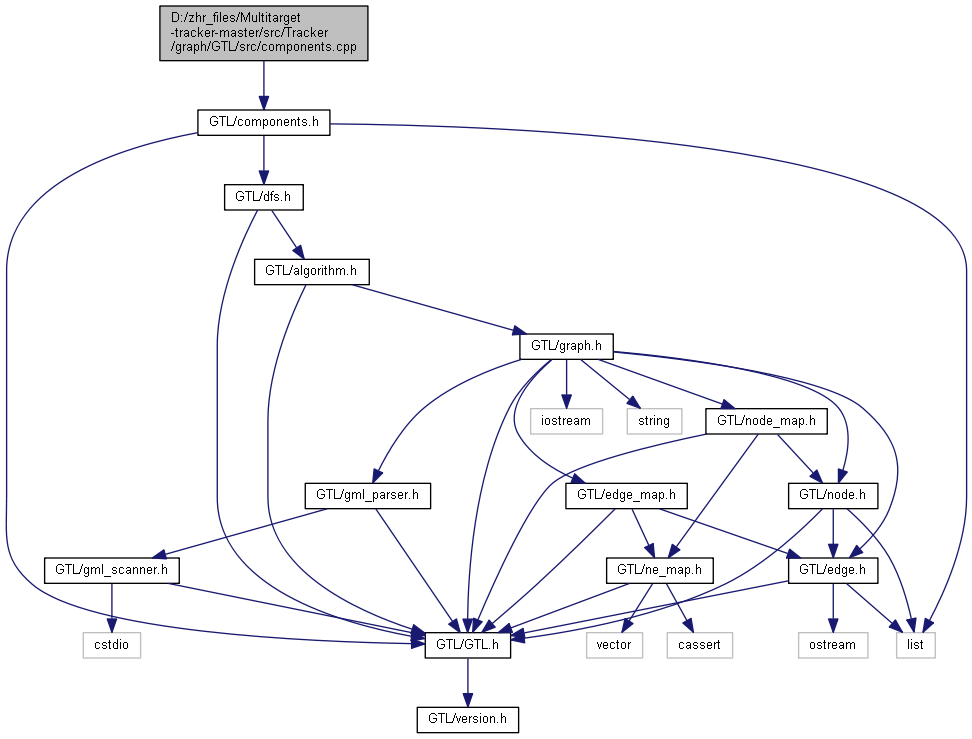 D:/zhr_files/Multitarget
-tracker-master/src/Tracker
/graph/GTL/src/components.cpp
GTL/components.h
GTL/dfs.h
GTL/algorithm.h
GTL/graph.h
iostream
string
GTL/node_map.h
GTL/gml_parser.h
GTL/edge_map.h
GTL/node.h
GTL/gml_scanner.h
GTL/ne_map.h
GTL/edge.h
cstdio
GTL/GTL.h
vector
cassert
ostream
list
GTL/version.h